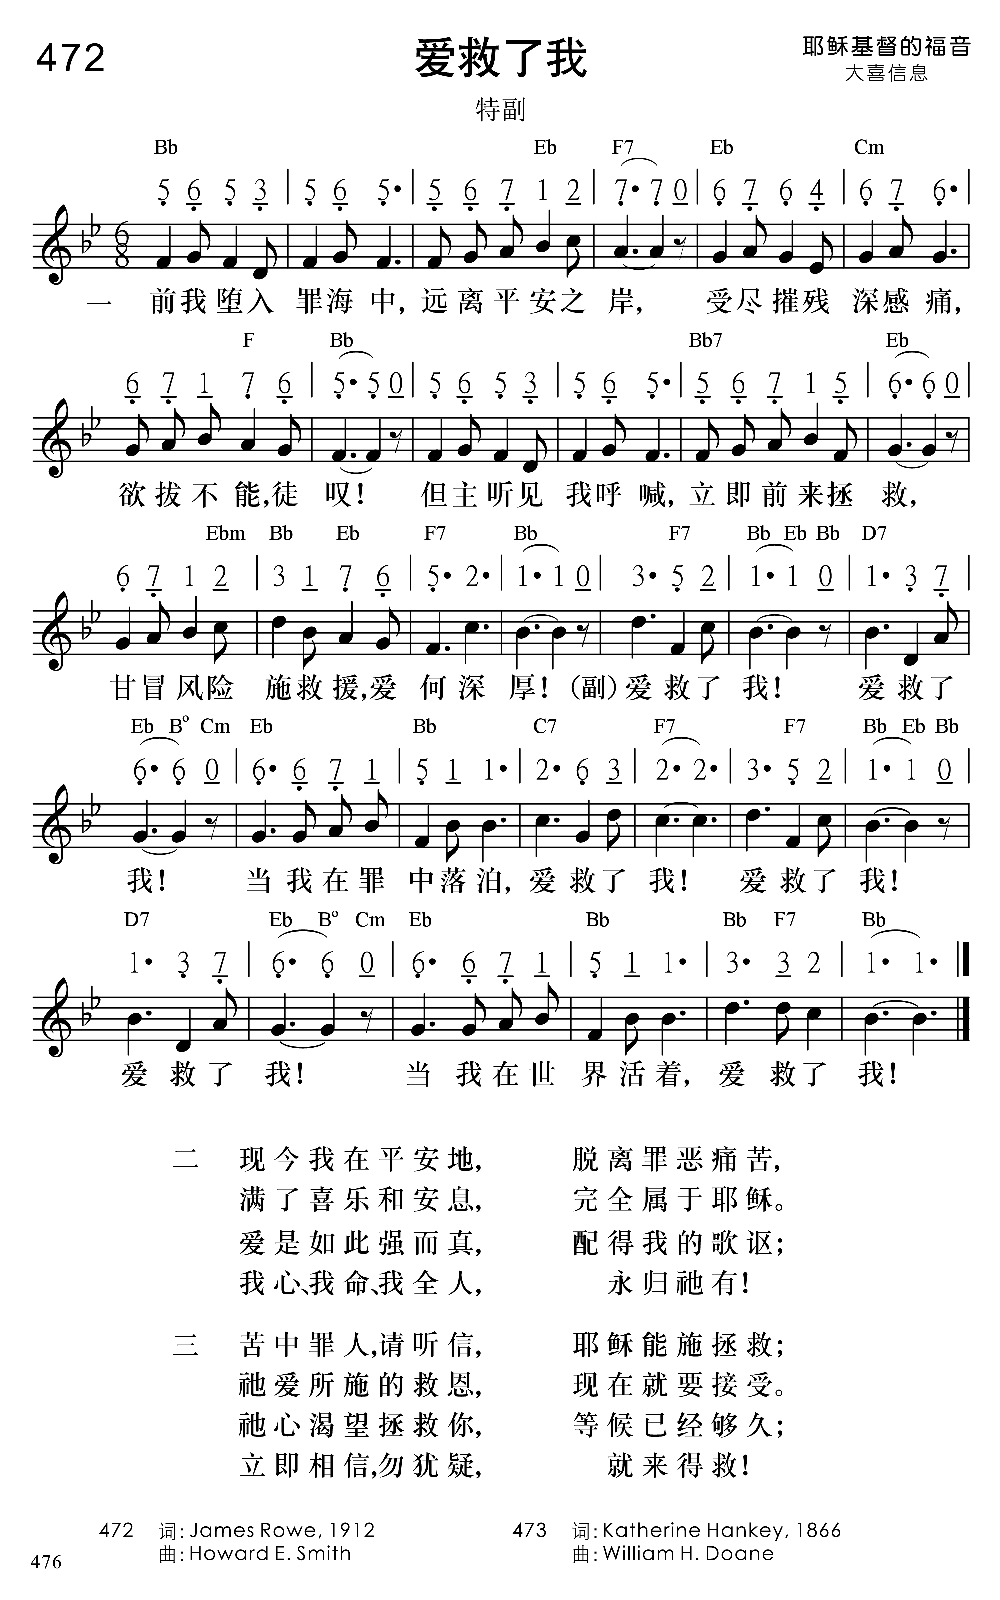 472
爱救了我
耶稣基督的福音
大喜信息
特副
Bb Eb F7 Eb Cm
5 6 5 3 | 5 6 5• | 5 6 7 1 2 | 7• 7 0 | 6 7 6 4 | 6 7 6• |
6 8
一 前我堕入 罪海中, 远离平安之岸, 受尽摧残深感痛,
F Bb Bb7 Eb
6 7 1 7 6 | 5• 5 0 | 5 6 5 3 | 5 6 5• | 5 6 7 1 5 | 6• 6 0 |
欲拔不能,徒叹! 但主听见我呼喊, 立即前来拯救,
Ebm Bb Eb F7 Bb F7 Bb Eb Bb D7
6 7 1 2 | 3 1 7 6 | 5• 2• | 1• 1 0 | 3• 5 2 | 1• 1 0 | 1• 3 7 |
甘冒风险 施救援,爱何深厚! (副) 爱救了我! 爱救了
Eb Bº Cm Eb Bb C7 F7 F7 Bb Eb Bb
6• 6 0 | 6• 6 7 1 | 5 1 1• | 2• 6 3 | 2• 2• | 3• 5 2 | 1• 1 0 |
我! 当我在罪中落泊, 爱救了我! 爱救了我!
D7 Eb Bº Cm Eb Bb Bb F7 Bb
1• 3 7 | 6• 6 0 | 6• 6 7 1 | 5 1 1• | 3• 3 2 | 1• 1• |
爱救了我! 当我在世界活着, 爱救了我!
二 现今我在平安地, 脱离罪恶痛苦,
满了喜乐和安息, 完全属于耶稣。
爱是如此强而真, 配得我的歌讴;
我心、我命、我全人, 永归祂有!
三 苦中罪人,请听信, 耶稣能施拯救;
祂爱所施的救恩, 现在就要接受。
祂心渴望拯救你, 等候已经够久;
立即相信,勿犹疑, 就来得救!
472 词: James Rowe, 1912 473 词: Katherine Hankey, 1866
曲: Howard E. Smith 曲: William H. Doane
476